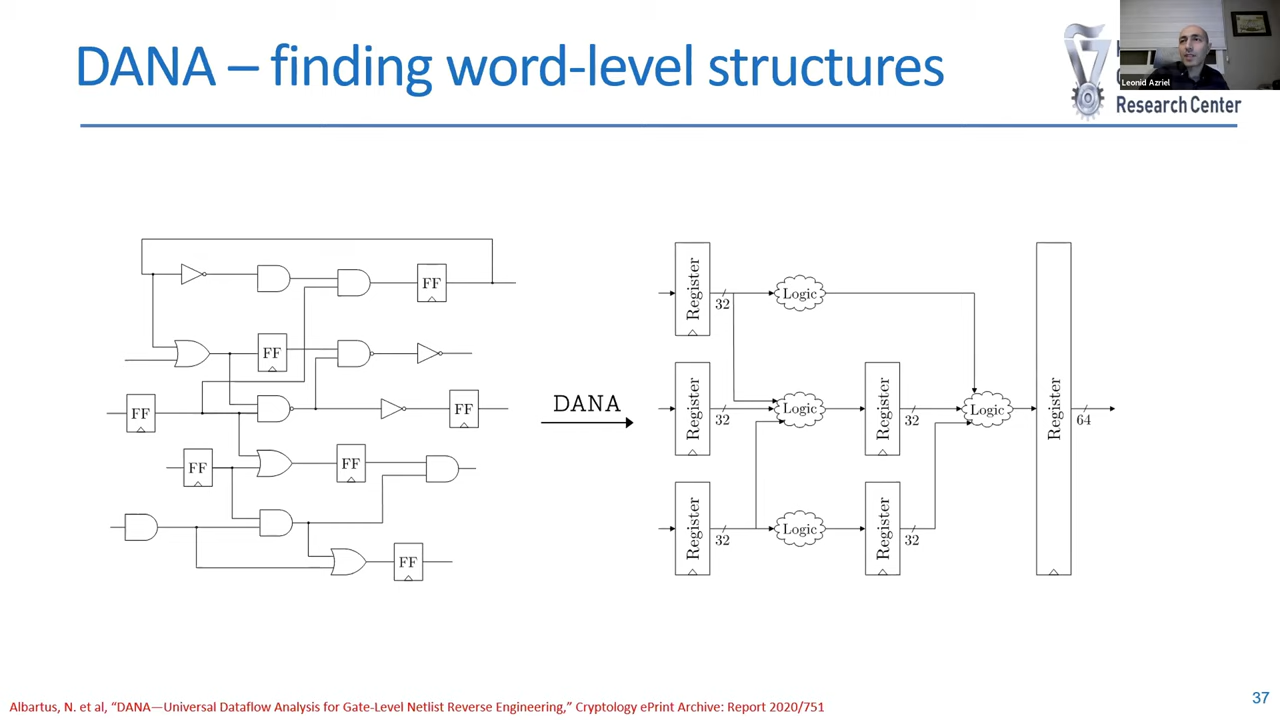 DANA – finding word-level structures
Leonid Azriel
Research Center
FF
FF
FF
FF
FF
FF
FF
DANA
Register
32
Logic
Register
32
Logic
Register
32
Logic
Register
32
Logic
Register
32
Register
64
Albartus, N. et al, “DANA—Universal Dataflow Analysis for Gate-Level Netlist Reverse Engineering,” Cryptology ePrint Archive: Report 2020/751
37